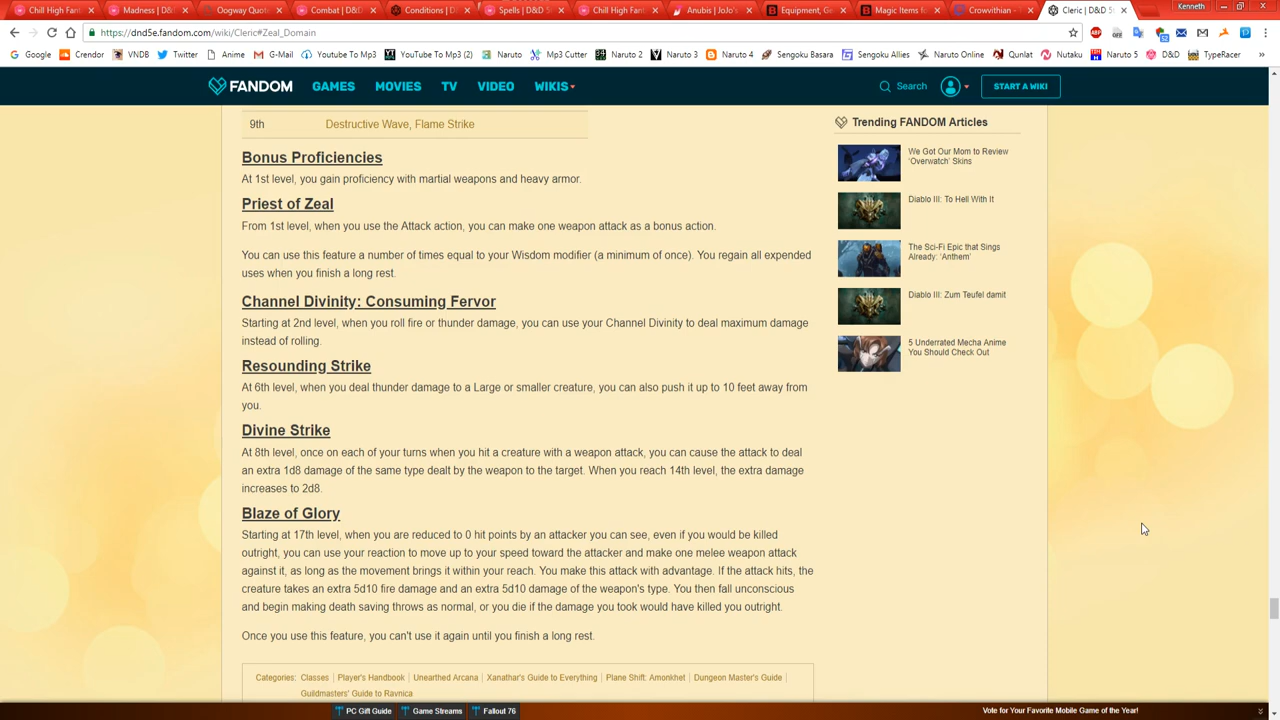 Chill High Fant
Madness | D&
Oogway Quot
Combat | D&D
Conditions | D
Spells | D&D 5
Chill High Fant
Anubis | JoJo's
Equipment, Ge
Magic Items fo
Crowvithian -
Cleric | D&D 5
Kenneth
https://dnd5e.fandom.com/wiki/Cleric#Zeal_Domain
Google Crendor VNDB Twitter Anime G-Mail YouTube To MP3 YouTube To MP3 (2) Naruto Mp3 Cutter Naruto 2 Naruto 3 Sengoku Basara Sengoku Allies Naruto Online Qunlat Nutaku Naruto 5 D&D TypeRacer
FANDOM GAMES MOVIES TV VIDEO WIKIS Search START A WIKI
9th Destructive Wave, Flame Strike
Bonus Proficiencies
At 1st level, you gain proficiency with martial weapons and heavy armor.
Priest of Zeal
From 1st level, when you use the Attack action, you can make one weapon attack as a bonus action.
You can use this feature a number of times equal to your Wisdom modifier (a minimum of once). You regain all expended
uses when you finish a long rest.
Channel Divinity: Consuming Fervor
Starting at 2nd level, when you roll fire or thunder damage, you can use your Channel Divinity to deal maximum damage
instead of rolling.
Resounding Strike
At 6th level, when you deal thunder damage to a Large or smaller creature, you can also push it up to 10 feet away from
you.
Divine Strike
At 8th level, once on each of your turns when you hit a creature with a weapon attack, you can cause the attack to deal
an extra 1d8 damage of the same type dealt by the weapon to the target. When you reach 14th level, the extra damage
increases to 2d8.
Blaze of Glory
Starting at 17th level, when you are reduced to 0 hit points by an attacker you can see, even if you would be killed
outright, you can use your reaction to move up to your speed toward the attacker and make one melee weapon attack
against it, as long as the movement brings it within your reach. You make this attack with advantage. If the attack hits, the
creature takes an extra 5d10 fire damage and an extra 5d10 damage of the weapon's type. You then fall unconscious
and begin making death saving throws as normal, or you die if the damage you took would have killed you outright.
Once you use this feature, you can't use it again until you finish a long rest.
Categories: Classes | Player's Handbook | Unearthed Arcana | Xanathar's Guide to Everything | Plane Shift: Amonkhet | Dungeon Master's Guide |
Guildmasters' Guide to Ravnica
Trending FANDOM Articles
We Got Our Mom to Review
'Overwatch' Skins
Diablo III: To Hell With It
The Sci-Fi Epic that Sings
Already: 'Anthem'
Diablo III: Zum Teufel damit
5 Underrated Mecha Anime
You Should Check Out
PC Gift Guide Game Streams Fallout 76 Vote for Your Favorite Mobile Game of the Year!